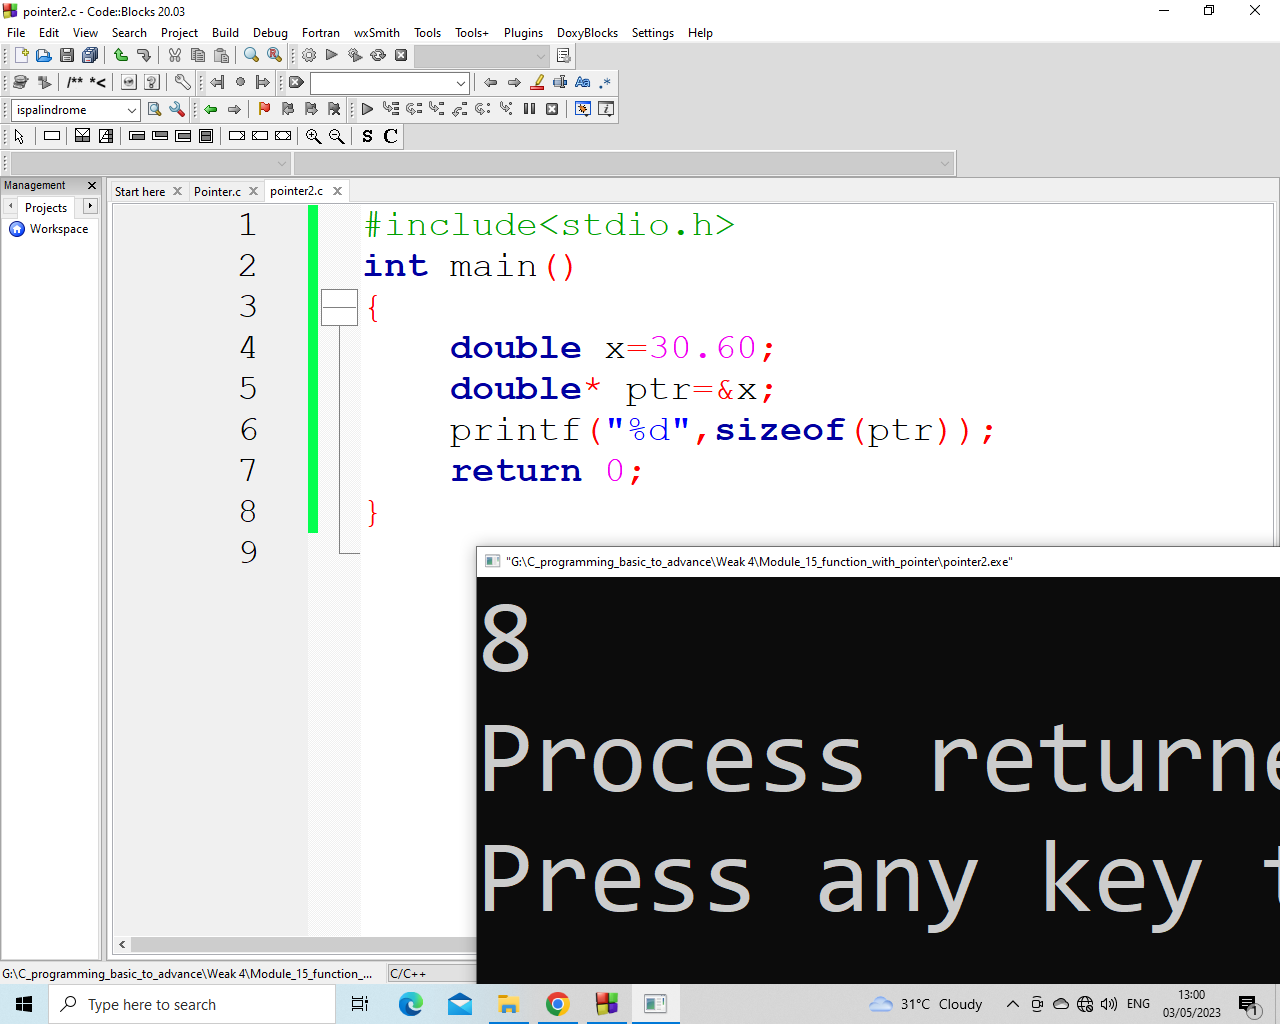 pointer2.c - Code::Blocks 20.03
File Edit View Search Project Build Debug Fortran wxSmith Tools Tools+ Plugins DoxyBlocks Settings Help
/** *<
Aa .*
ispalindrome
S C
Management
Start here Pointer.c pointer2.c
Projects
Workspace
1 #include<stdio.h>
2 int main()
3 {
4 double x=30.60;
5 double* ptr=&x;
6 printf("%d",sizeof(ptr));
7 return 0;
8 }
9
"G:\C_programming_basic_to_advance\Weak 4\Module_15_function_with_pointer\pointer2.exe"
8
Process returne
Press any key t
G:\C_programming_basic_to_advance\Weak 4\Module_15_function_... C/C++
Type here to search
31°C Cloudy
ENG
13:00
03/05/2023
1